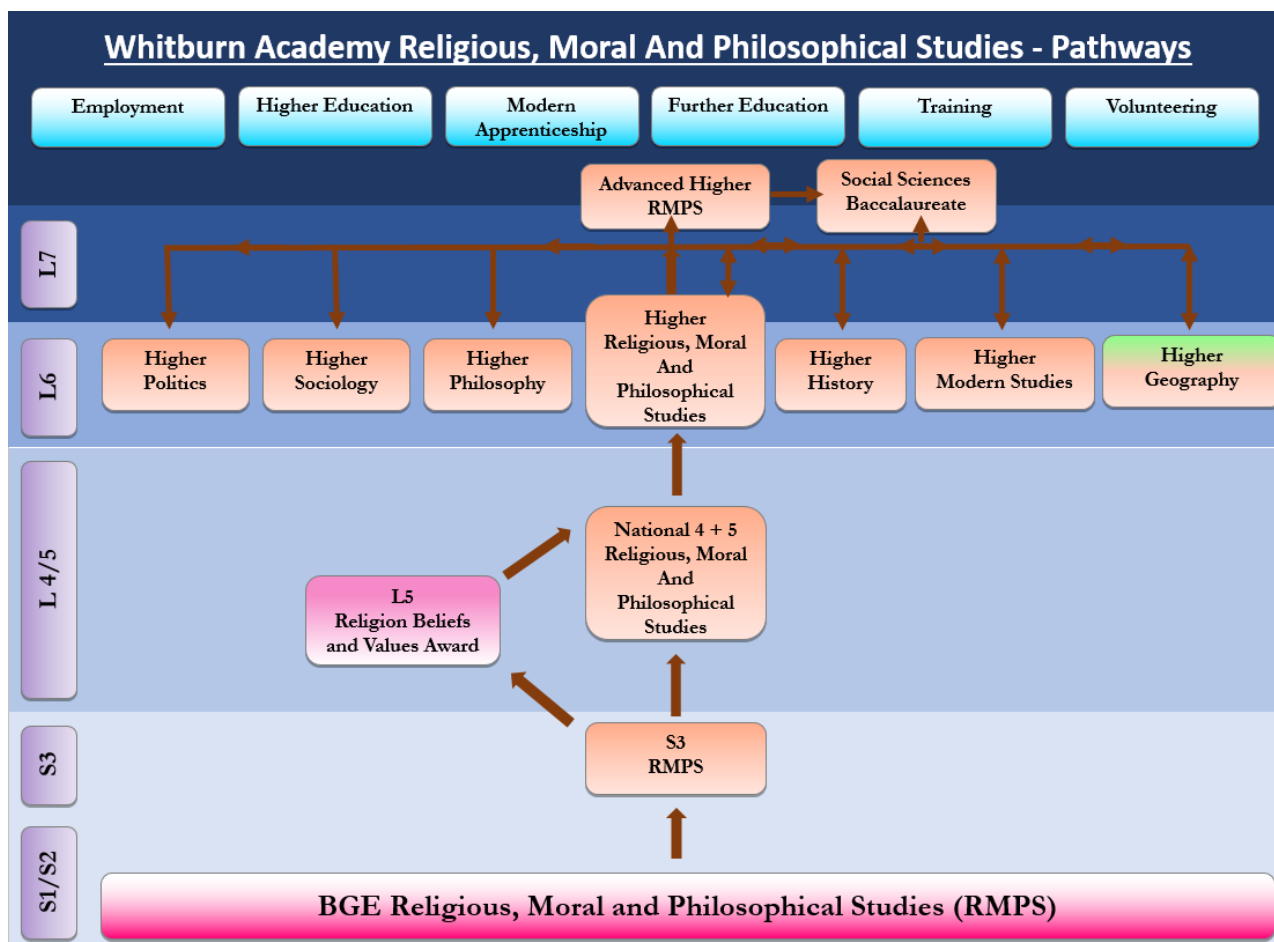 Whitburn Academy Religious, Moral And Philosophical Studies - Pathways
Employment
Higher Education
Modern
Apprenticeship
Further Education
Training
Volunteering
Advanced Higher
RMPS
Social Sciences
Baccalaureate
L7
L6
Higher
Politics
Higher
Sociology
Higher
Philosophy
Higher
Religious, Moral
And
Philosophical
Studies
Higher
History
Higher
Modern Studies
Higher
Geography
L 4/5
National 4 + 5
Religious, Moral
And
Philosophical
Studies
L5
Religion Beliefs
and Values Award
S3
S3
RMPS
S1/S2
BGE Religious, Moral and Philosophical Studies (RMPS)